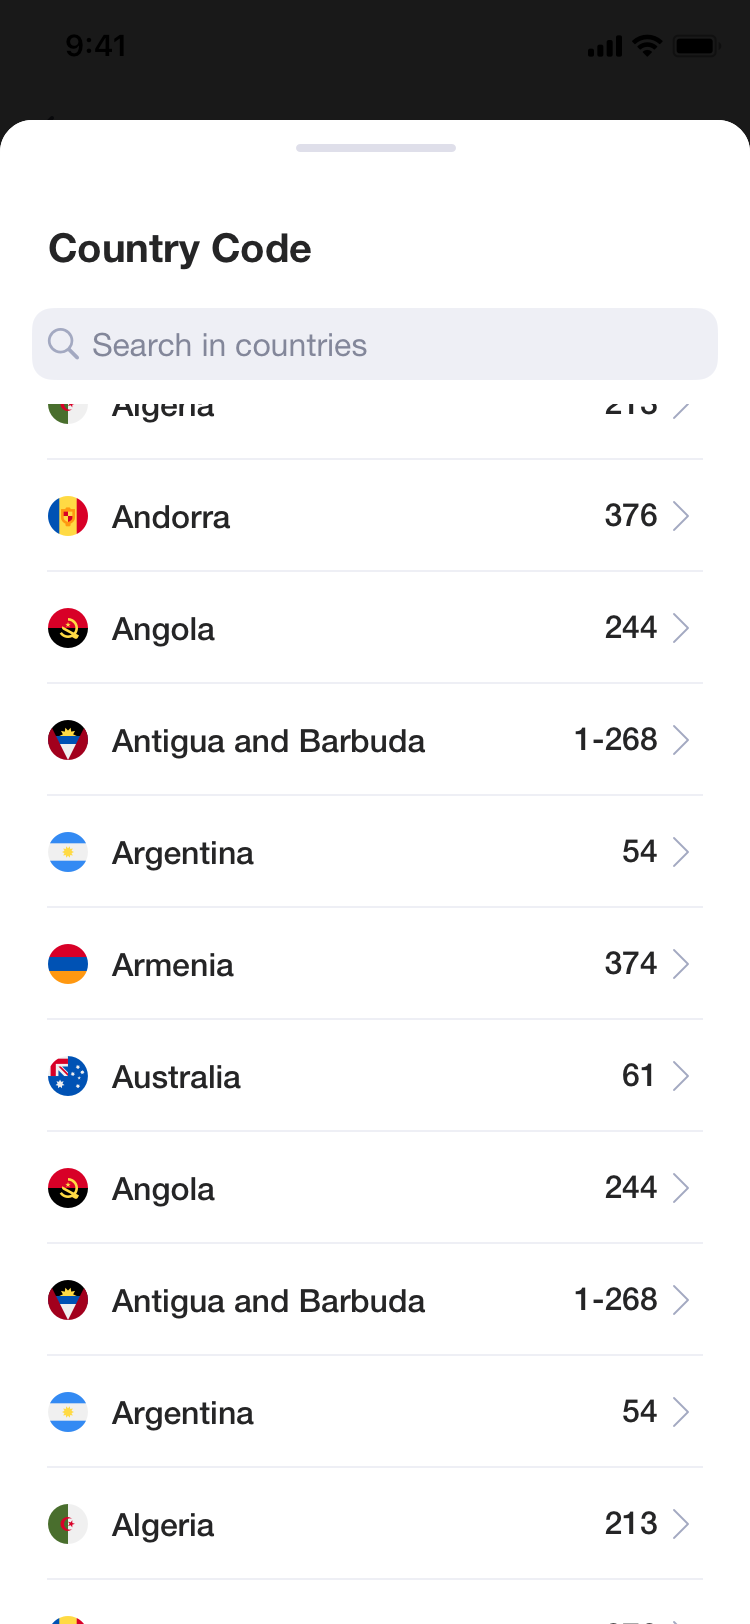 9:41
Country Code
Search in countries
Algeria 213
Andorra 376
Angola 244
Antigua and Barbuda 1-268
Argentina 54
Armenia 374
Australia 61
Angola 244
Antigua and Barbuda 1-268
Argentina 54
Algeria 213